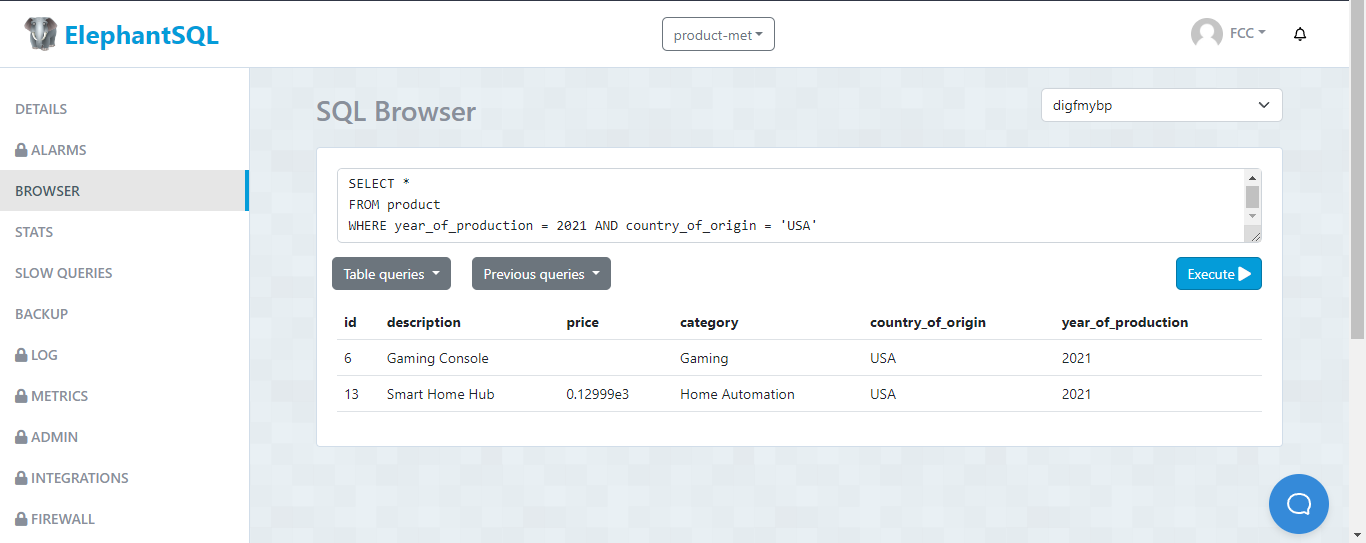 ElephantSQL
product-met
FCC
DETAILS
ALARMS
BROWSER
STATS
SLOW QUERIES
BACKUP
LOG
METRICS
ADMIN
INTEGRATIONS
FIREWALL
SQL Browser
digfmybp
SELECT *
FROM product
WHERE year_of_production = 2021 AND country_of_origin = 'USA'
Table queries Previous queries Execute
id description price category country_of_origin year_of_production
6 Gaming Console Gaming USA 2021
13 Smart Home Hub 0.12999e3 Home Automation USA 2021